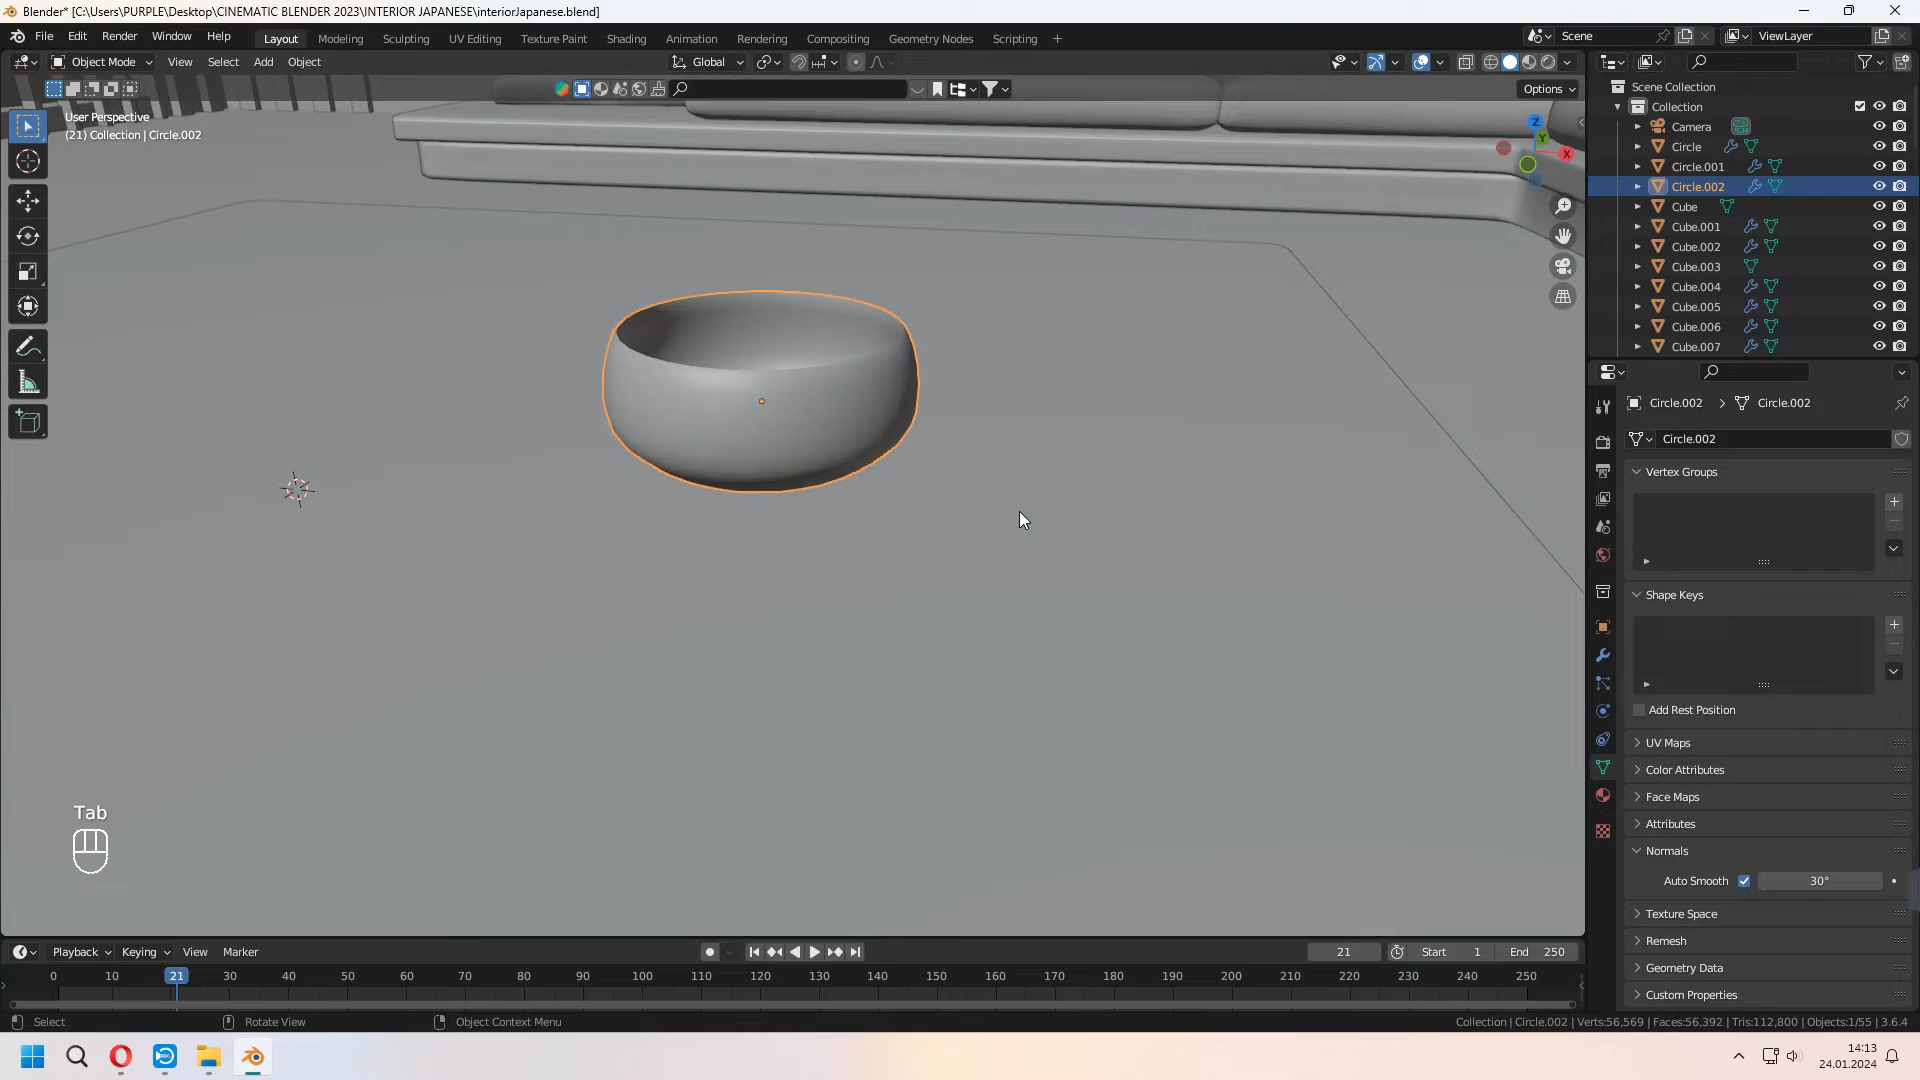 Blender* [C:\Users\PURPLE\Desktop\CINEMATIC BLENDER 2023\INTERIOR JAPANESE\interiorJapanese.blend]
File Edit Render Window Help Layout Modeling Sculpting UV Editing Texture Paint Shading Animation Rendering Compositing Geometry Nodes Scripting + Scene ViewLayer
Object Mode View Select Add Object Global
Options
User Perspective
(21) Collection | Circle.002
Z
Y
X
Scene Collection
Collection
Camera
Circle
Circle.001
Circle.002
Cube
Cube.001
Cube.002
Cube.003
Cube.004
Cube.005
Cube.006
Cube.007
Circle.002 > Circle.002
Circle.002
Vertex Groups
Shape Keys
Add Rest Position
UV Maps
Color Attributes
Face Maps
Attributes
Normals
Auto Smooth 30°
Texture Space
Remesh
Geometry Data
Custom Properties
Tab
Playback Keying View Marker 21 Start 1 End 250
0 10 21 30 40 50 60 70 80 90 100 110 120 130 140 150 160 170 180 190 200 210 220 230 240 250
Select Rotate View Object Context Menu Collection | Circle.002 | Verts:56,569 | Faces:56,392 | Tris:112,800 | Objects:1/55 | 3.6.4
14:13
24.01.2024